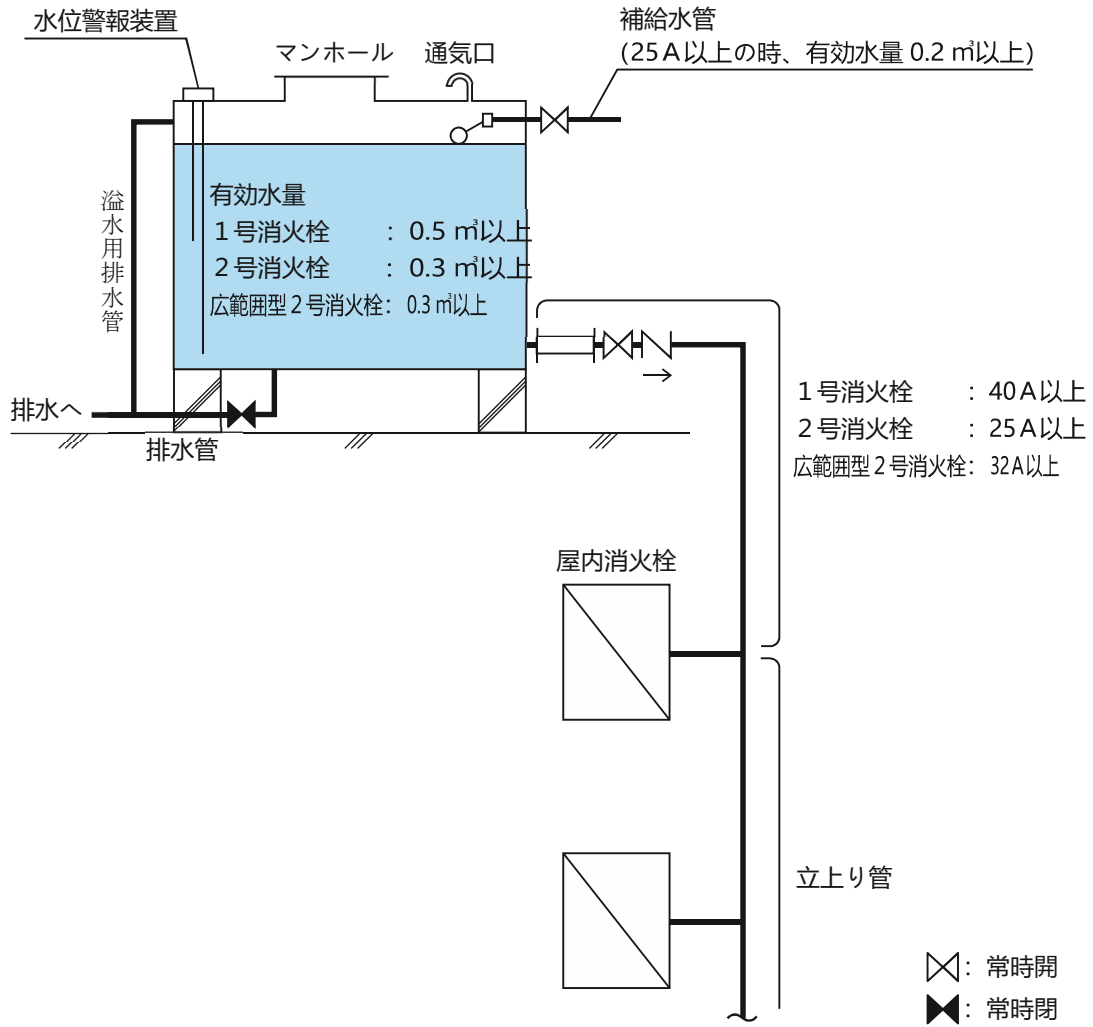 水位警報装置
マンホール
通気口
補給水管
(25A以上の時、有効水量0.2㎥以上)
溢水用排水管
有効水量
1号消火栓 : 0.5㎥以上
2号消火栓 : 0.3㎥以上
広範囲型2号消火栓: 0.3㎥以上
排水へ
排水管
1号消火栓 : 40A以上
2号消火栓 : 25A以上
広範囲型2号消火栓: 32A以上
屋内消火栓
立上り管
: 常時開
: 常時閉